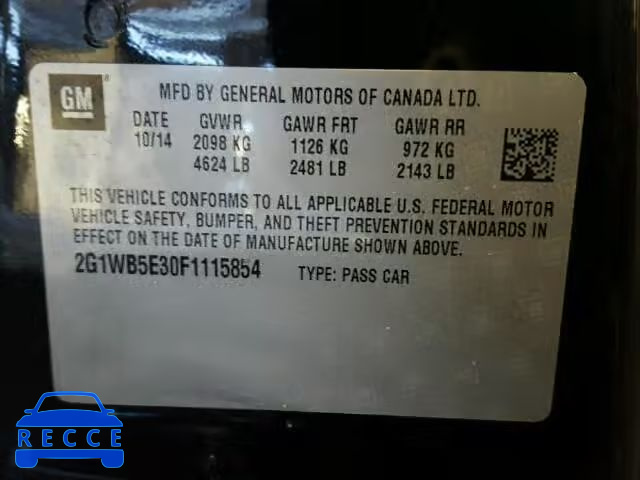 GM ®
MFD BY GENERAL MOTORS OF CANADA LTD.
DATE GVWR GAWR FRT GAWR RR
10/14 2098 KG 1126 KG 972 KG
4624 LB 2481 LB 2143 LB
THIS VEHICLE CONFORMS TO ALL APPLICABLE U.S. FEDERAL MOTOR
VEHICLE SAFETY, BUMPER, AND THEFT PREVENTION STANDARDS IN
EFFECT ON THE DATE OF MANUFACTURE SHOWN ABOVE.
2G1WB5E30F1115854 TYPE: PASS CAR
RECCE